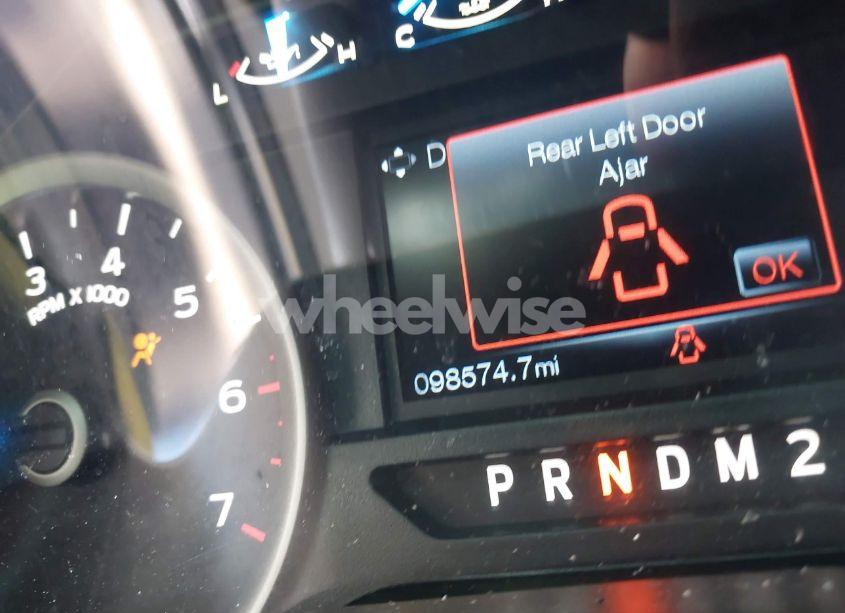 L H
C
D
Rear Left Door
Ajar
OK
3 4 5 6 7
RPM X 1000
wheelwise
098574.7mi
P R N D M 2